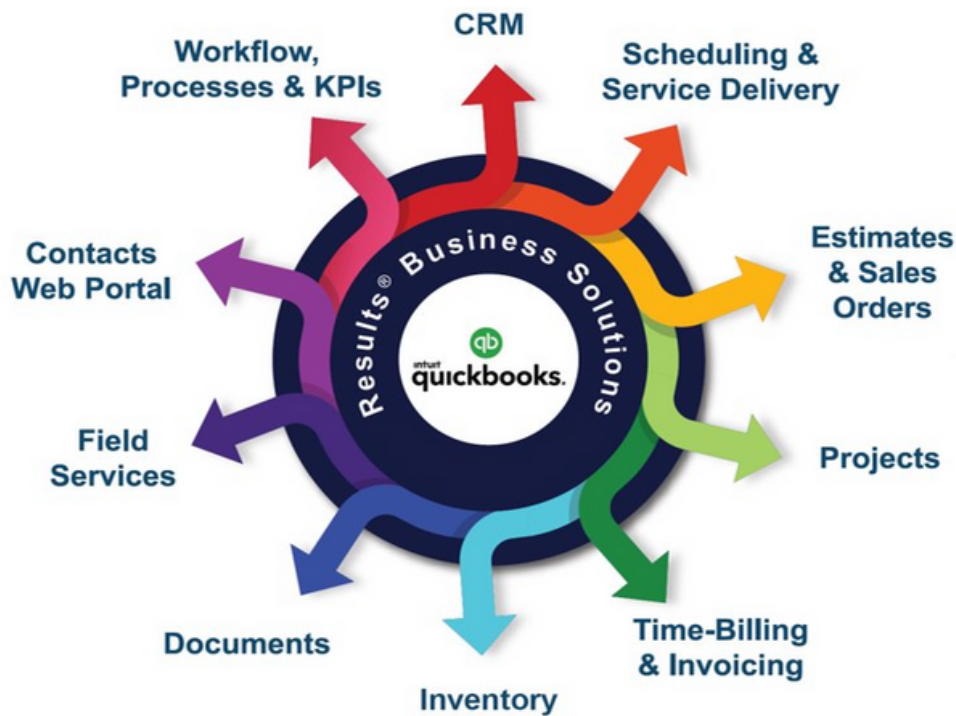 CRM
Scheduling &
Service Delivery
Estimates
& Sales
Orders
Projects
Time-Billing
& Invoicing
Inventory
Documents
Field
Services
Contacts
Web Portal
Workflow,
Processes & KPIs
Results® Business Solutions
qb
intuit
quickbooks.